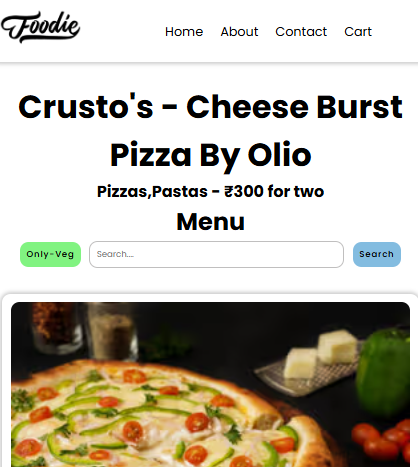 Foodie
Home About Contact Cart
Crusto's - Cheese Burst
Pizza By Olio
Pizzas,Pastas - ₹300 for two
Menu
Only-Veg Search.... Search